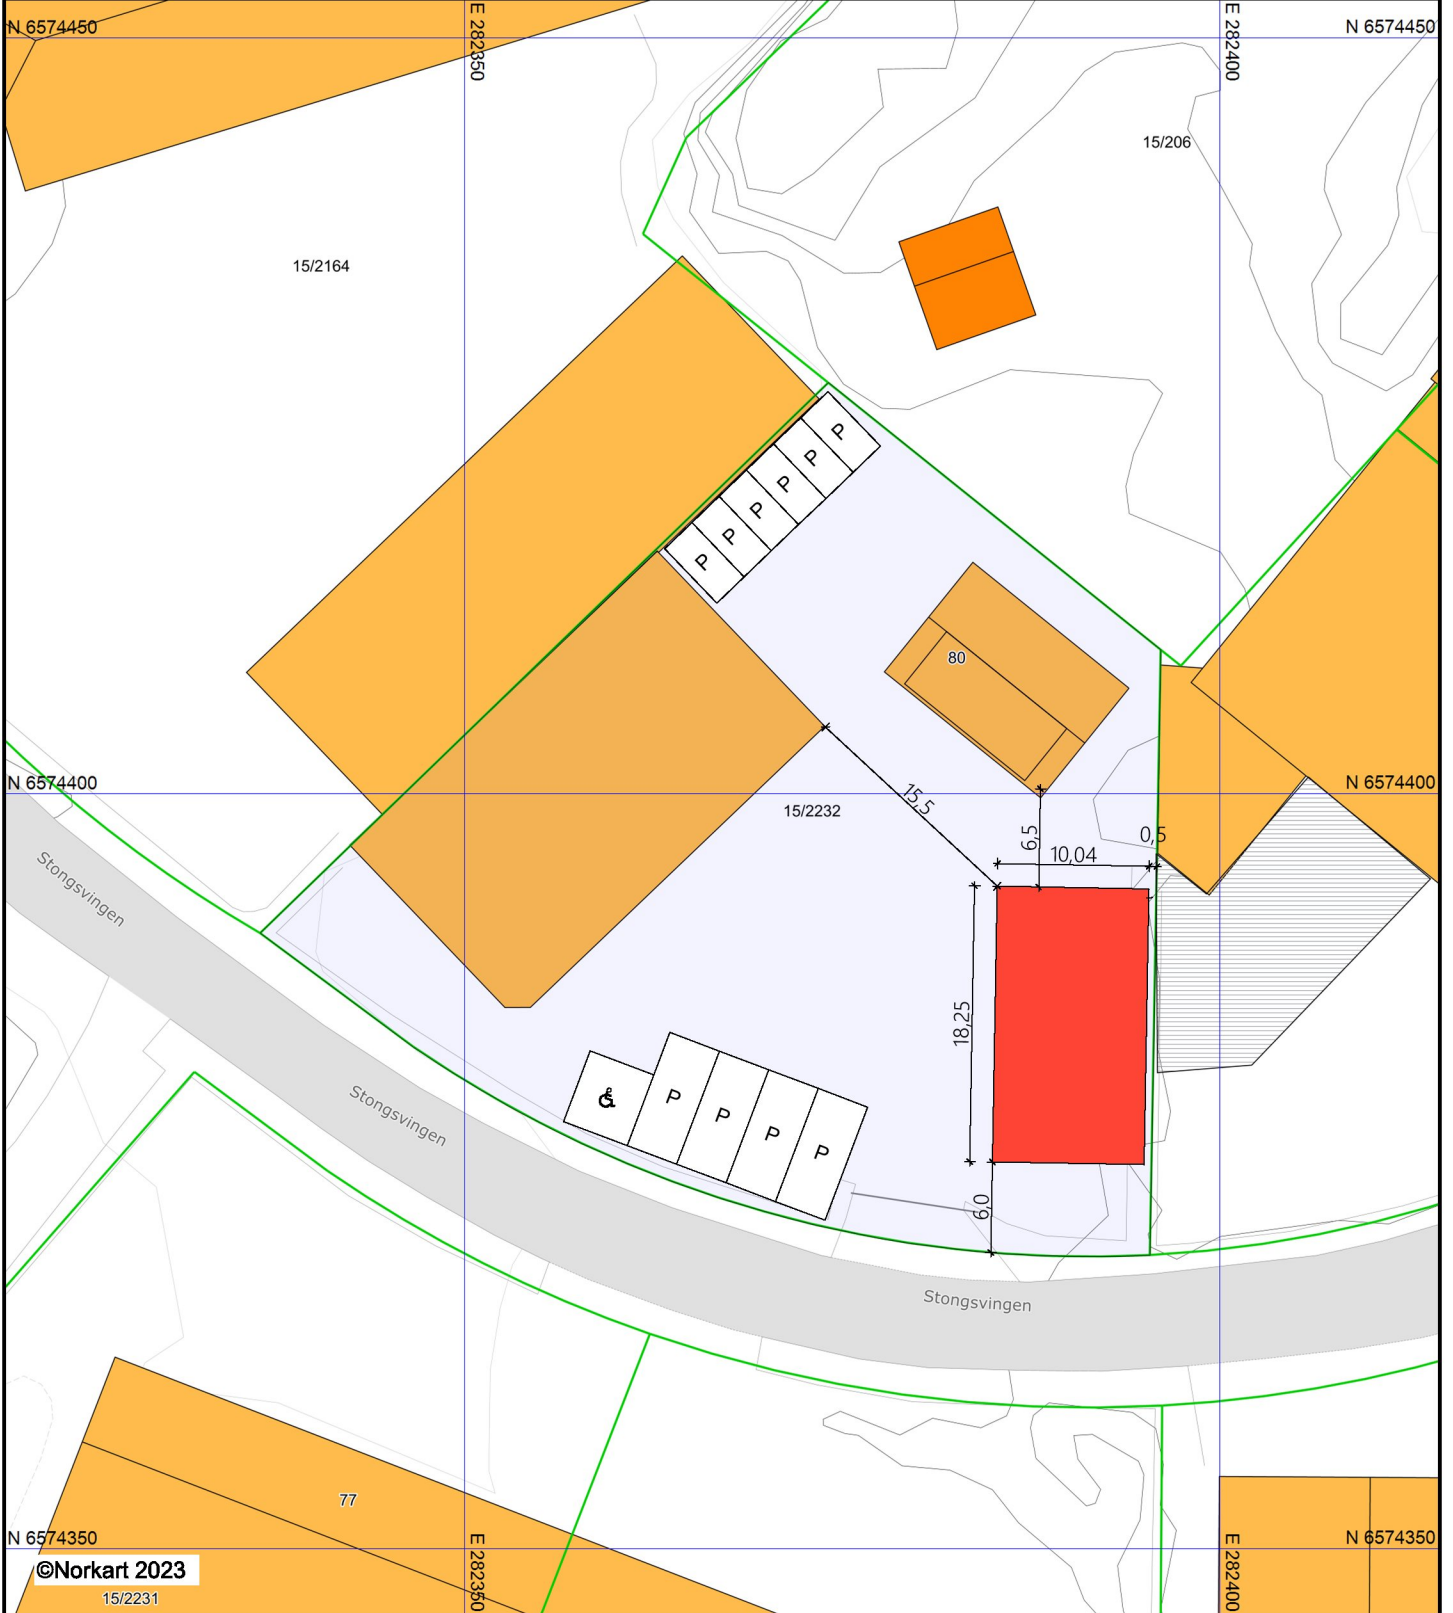 E 282350
E 282400
N 6574450
N 6574450
15/206
15/2164
P
P
P
P
P
P
80
N 6574400
N 6574400
15,5
15/2232
6,5
0,5
10,04
Stongsvingen
18,25
P
P
P
P
Stongsvingen
6,0
Stongsvingen
77
N 6574350
N 6574350
E 282350
E 282400
©Norkart 2023
15/2231